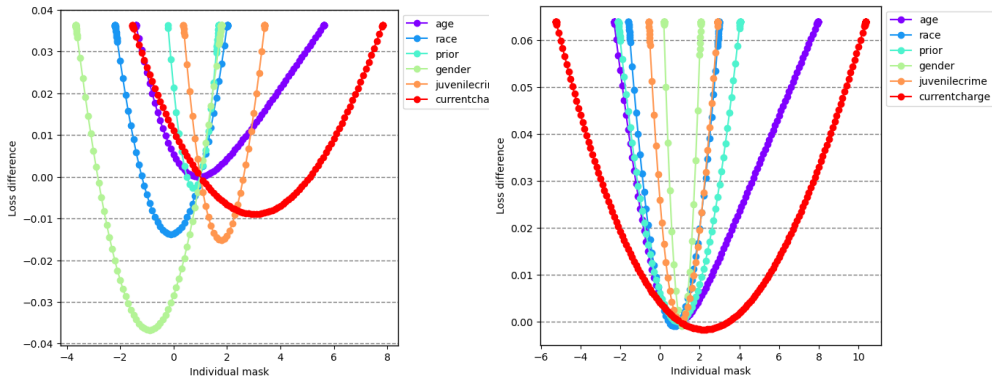 0.04
0.03
0.02
0.01
0.00
-0.01
-0.02
-0.03
-0.04
Loss difference
-4 -2 0 2 4 6 8
Individual mask
age
race
prior
gender
juvenilecri
currentcha
0.06
0.05
0.04
0.03
0.02
0.01
0.00
Loss difference
-6 -4 -2 0 2 4 6 8 10
Individual mask
age
race
prior
gender
juvenilecrime
currentcharge